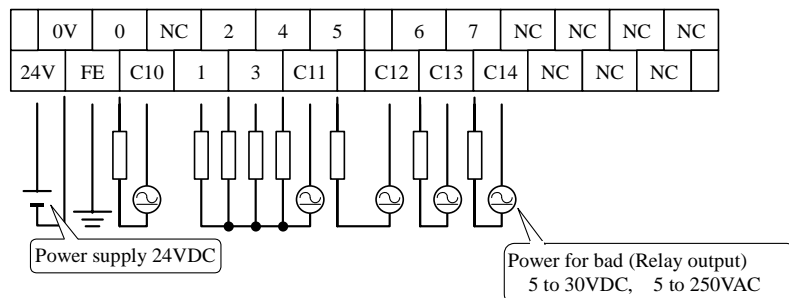 0V 0 NC 2 4 5 6 7 NC NC NC NC
24V FE C10 1 3 C11 C12 C13 C14 NC NC NC
Power supply 24VDC
Power for bad (Relay output)
5 to 30VDC, 5 to 250VAC